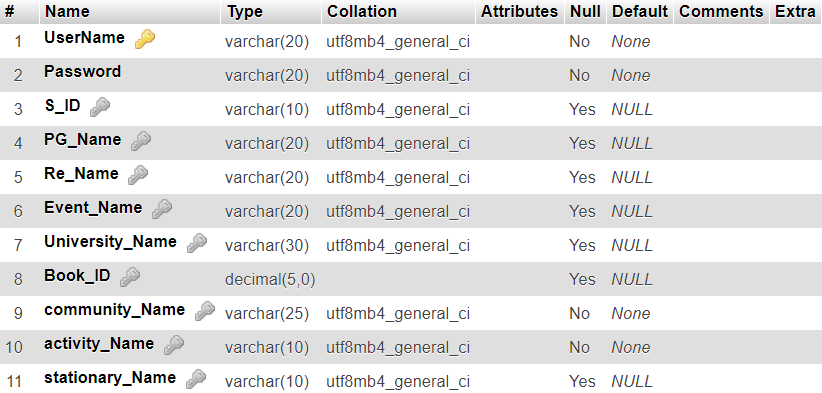 # Name Type Collation Attributes Null Default Comments Extra
1 UserName varchar(20) utf8mb4_general_ci No None
2 Password varchar(20) utf8mb4_general_ci No None
3 S_ID varchar(10) utf8mb4_general_ci Yes NULL
4 PG_Name varchar(20) utf8mb4_general_ci Yes NULL
5 Re_Name varchar(20) utf8mb4_general_ci Yes NULL
6 Event_Name varchar(20) utf8mb4_general_ci Yes NULL
7 University_Name varchar(30) utf8mb4_general_ci Yes NULL
8 Book_ID decimal(5,0) Yes NULL
9 community_Name varchar(25) utf8mb4_general_ci No None
10 activity_Name varchar(10) utf8mb4_general_ci No None
11 stationary_Name varchar(10) utf8mb4_general_ci Yes NULL